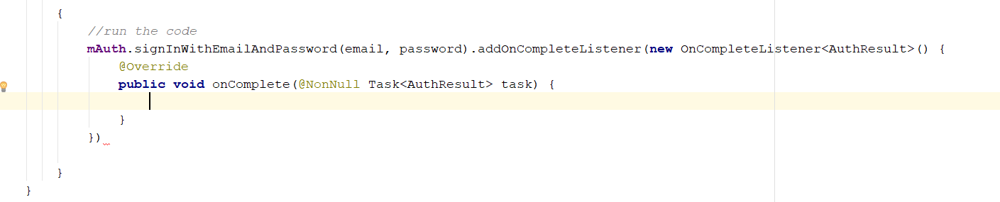 {
//run the code
mAuth.signInWithEmailAndPassword(email, password).addOnCompleteListener(new OnCompleteListener<AuthResult>() {
@Override
public void onComplete(@NonNull Task<AuthResult> task) {
}
})
}
}